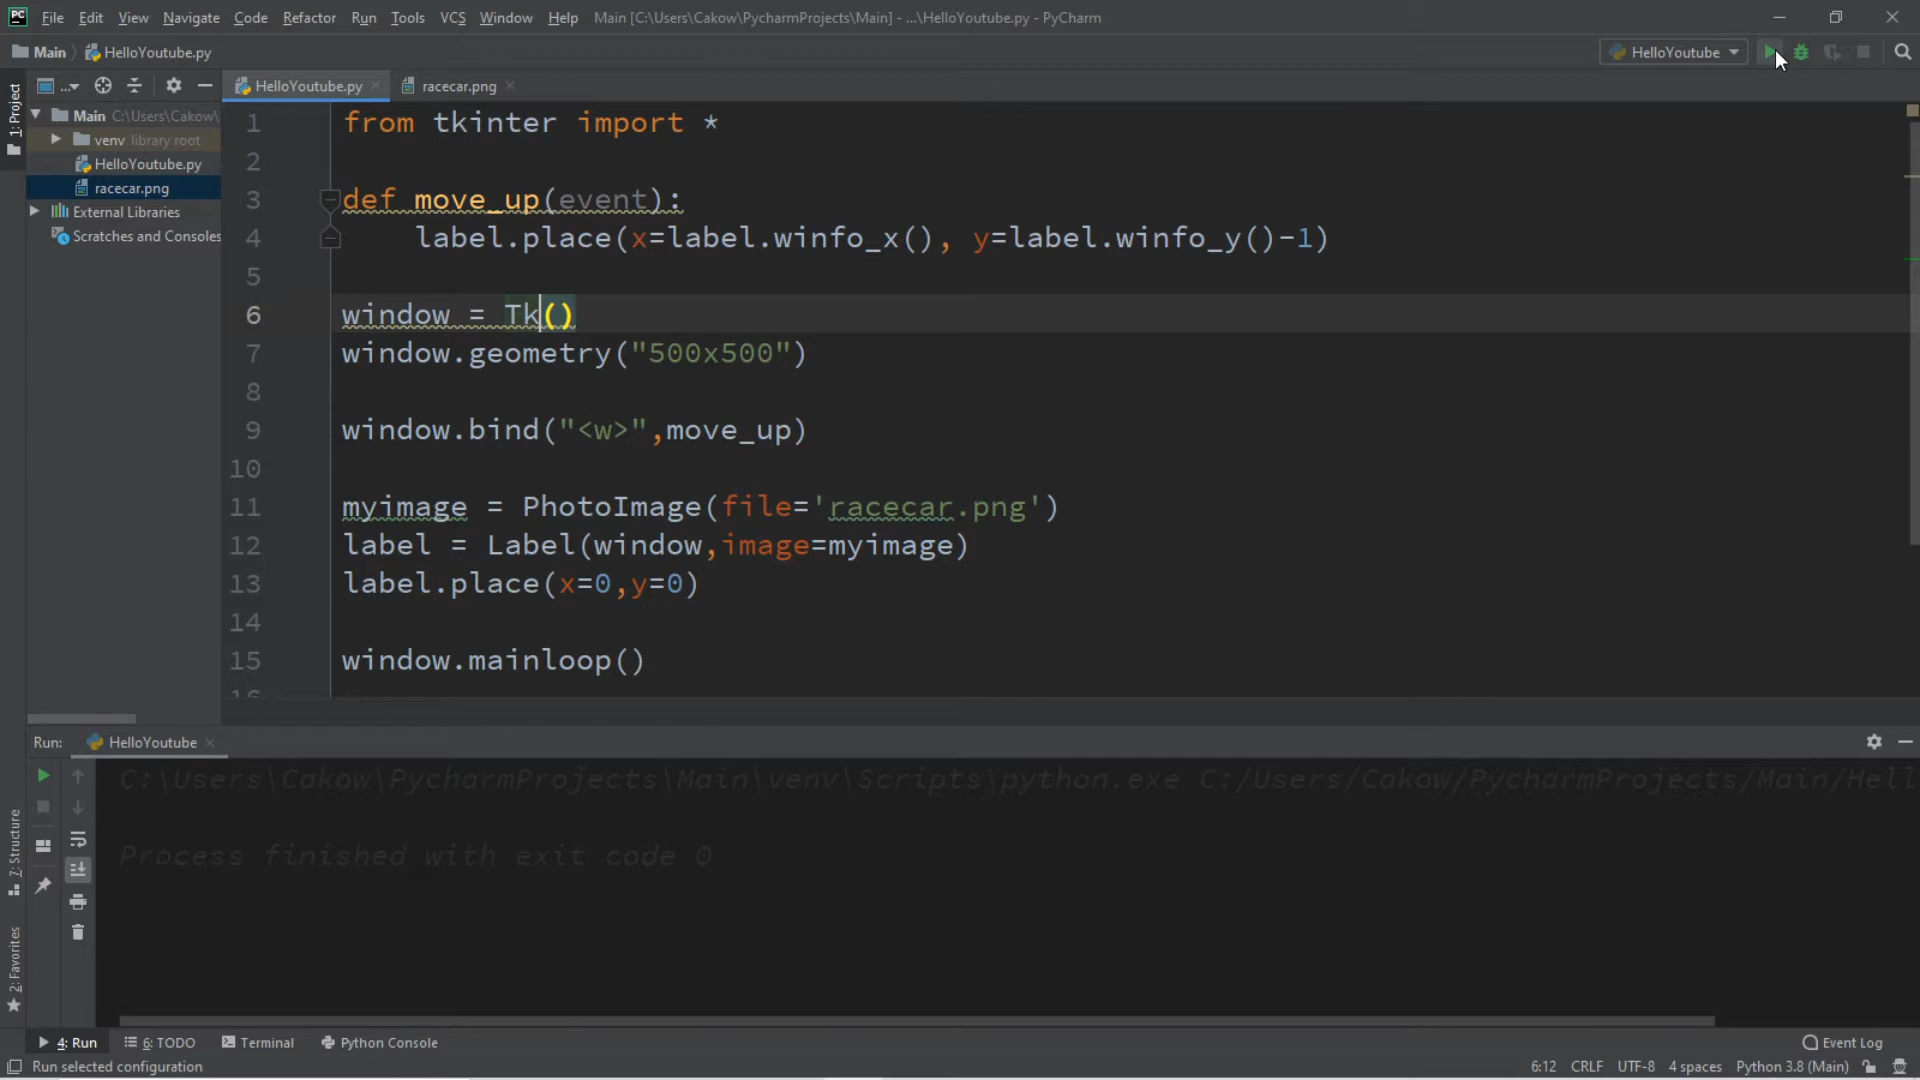 PC File Edit View Navigate Code Refactor Run Tools VCS Window Help Main [C:\Users\Cakow\PycharmProjects\Main] - ...\HelloYoutube.py - PyCharm
Main HelloYoutube.py HelloYoutube
... HelloYoutube.py racecar.png
1: Project
Main C:\Users\Cakow\
venv library root
HelloYoutube.py
racecar.png
External Libraries
Scratches and Consoles
1 from tkinter import *
2
3 def move_up(event):
4 label.place(x=label.winfo_x(), y=label.winfo_y()-1)
5
6 window = Tk()
7 window.geometry("500x500")
8
9 window.bind("<w>",move_up)
10
11 myimage = PhotoImage(file='racecar.png')
12 label = Label(window,image=myimage)
13 label.place(x=0,y=0)
14
15 window.mainloop()
16
Run: HelloYoutube
C:\Users\Cakow\PycharmProjects\Main\venv\Scripts\python.exe C:/Users/Cakow/PycharmProjects/Main/Hell
Process finished with exit code 0
7: Structure
2: Favorites
4: Run 6: TODO Terminal Python Console Event Log
Run selected configuration 6:12 CRLF UTF-8 4 spaces Python 3.8 (Main)